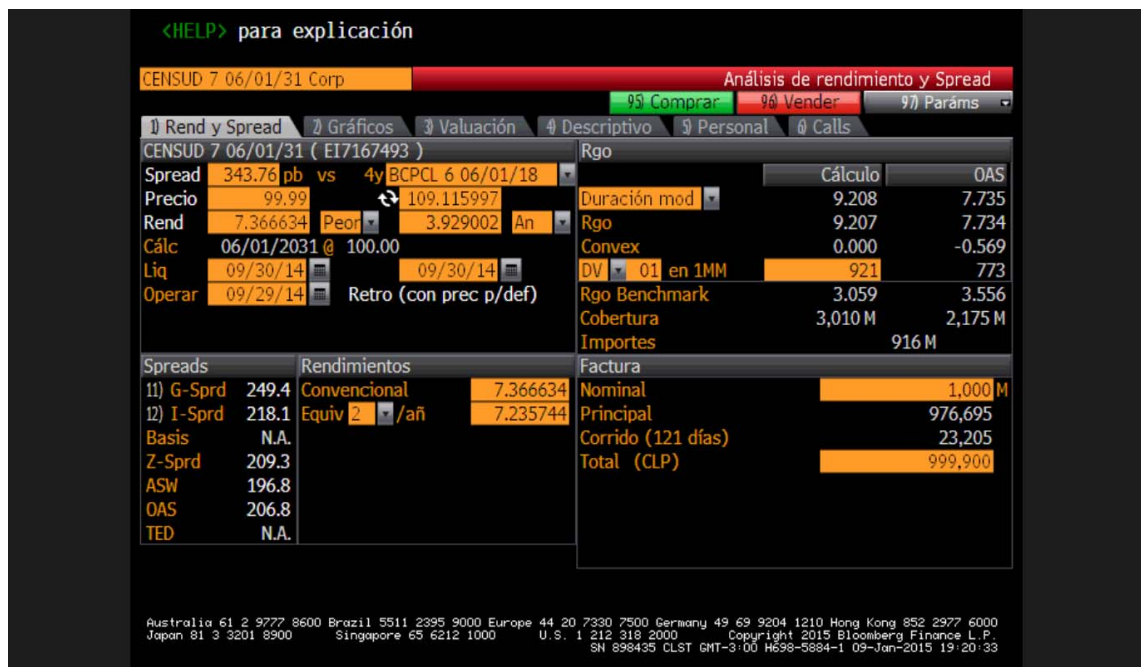 <HELP> para explicación
CENSUD 7 06/01/31 Corp Análisis de rendimiento y Spread
95) Comprar 96) Vender 97) Paráms
1) Rend y Spread 2) Gráficos 3) Valuación 4) Descriptivo 5) Personal 6) Calls
CENSUD 7 06/01/31 ( EI7167493 )
Spread 343.76 pb vs 4y BCPCL 6 06/01/18
Precio 99.99 109.115997
Rend 7.366634 Peor 3.929002 An
Cálc 06/01/2031 @ 100.00
Liq 09/30/14 09/30/14
Operar 09/29/14 Retro (con prec p/def)
Rgo
Cálculo OAS
Duración mod 9.208 7.735
Rgo 9.207 7.734
Convex 0.000 -0.569
DV 01 en 1MM 921 773
Rgo Benchmark 3.059 3.556
Cobertura 3,010 M 2,175 M
Importes 916 M
Spreads
11) G-Sprd 249.4
12) I-Sprd 218.1
Basis N.A.
Z-Sprd 209.3
ASW 196.8
OAS 206.8
TED N.A.
Rendimientos
Convencional 7.366634
Equiv 2 /añ 7.235744
Factura
Nominal 1,000 M
Principal 976,695
Corrido (121 días) 23,205
Total (CLP) 999,900
Australia 61 2 9777 8600 Brazil 5511 2395 9000 Europe 44 20 7330 7500 Germany 49 69 9204 1210 Hong Kong 852 2977 6000
Japan 81 3 3201 8900 Singapore 65 6212 1000 U.S. 1 212 318 2000 Copyright 2015 Bloomberg Finance L.P.
SN 898435 CLST GMT-3:00 H698-5884-1 09-Jan-2015 19:20:33